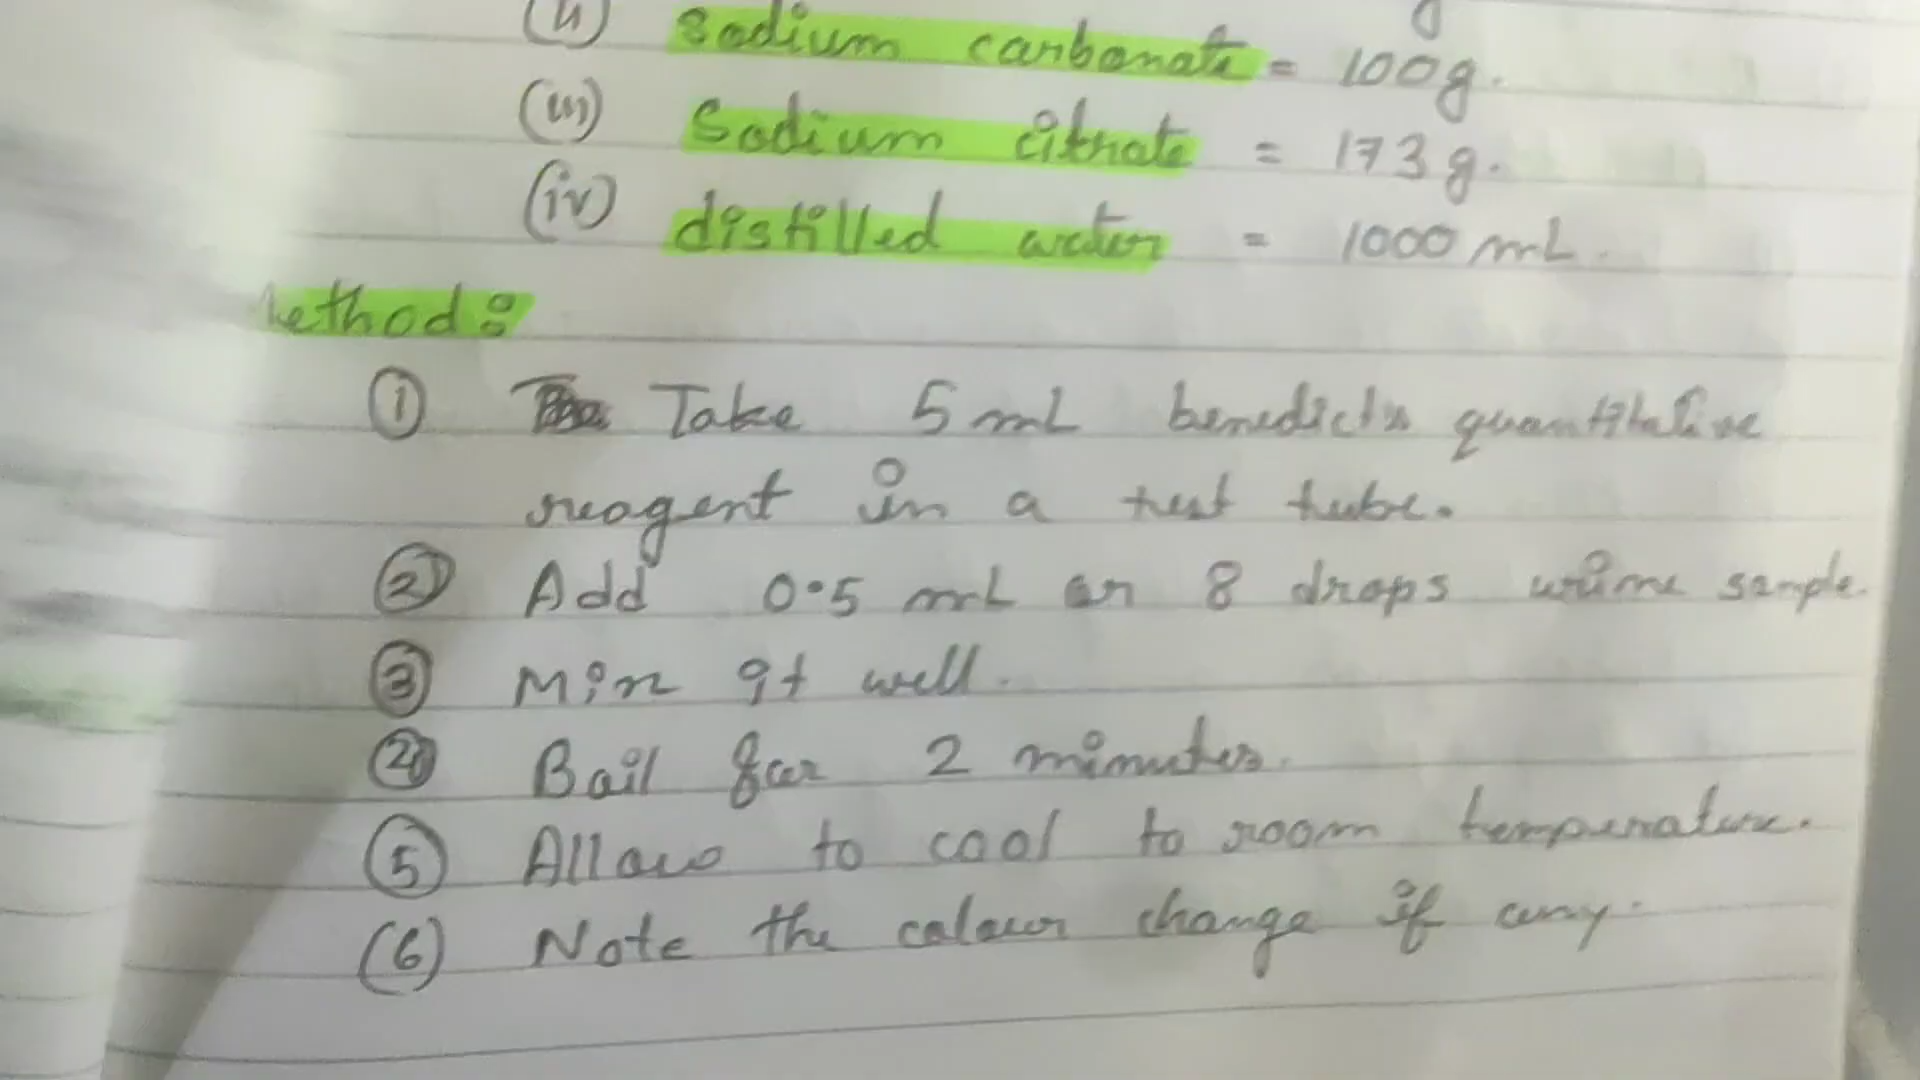 (ii) Sodium carbonate = 100g.
(iii) Sodium citrate = 173 g.
(iv) distilled water = 1000 mL.
Method:
① Take 5 mL benedicts quantitative
reagent in a test tube.
② Add 0.5 mL or 8 drops urine sample.
③ Mix it well.
④ Boil for 2 minutes.
⑤ Allow to cool to room temperature.
(6) Note the colour change if any.